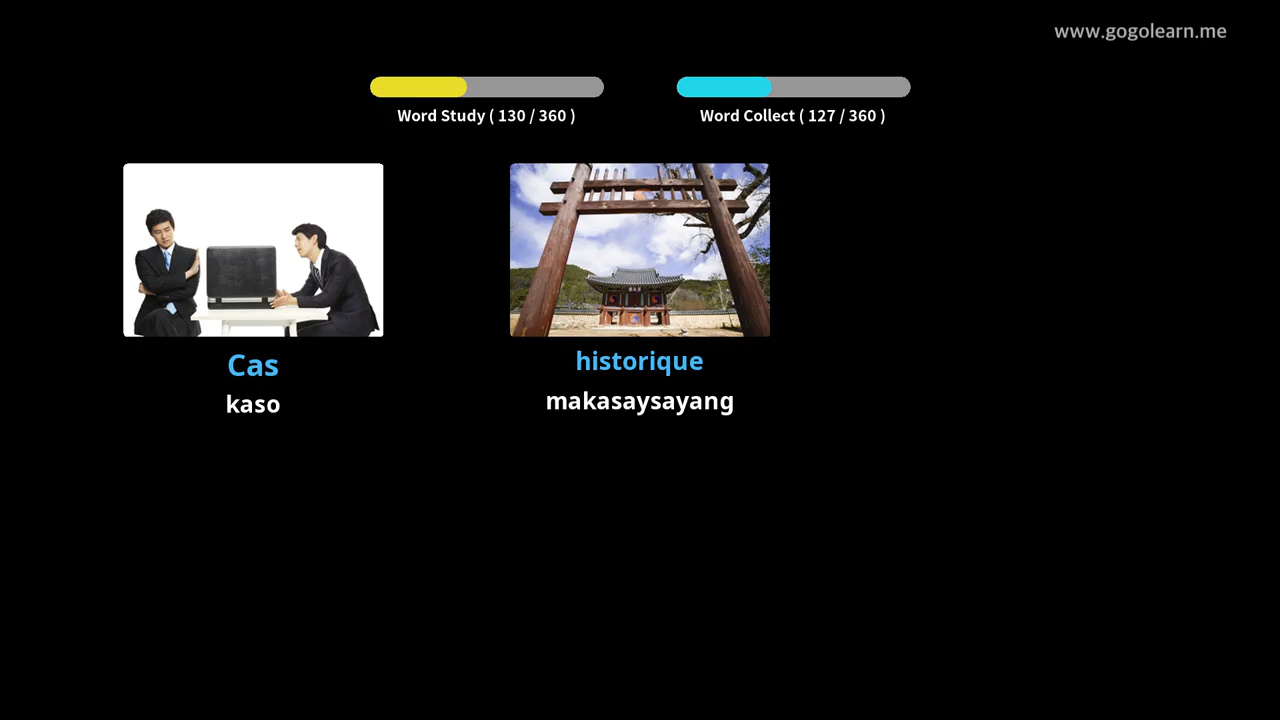 www.gogolearn.me
Word Study ( 130 / 360 )
Word Collect ( 127 / 360 )
Cas
kaso
historique
makasaysayang